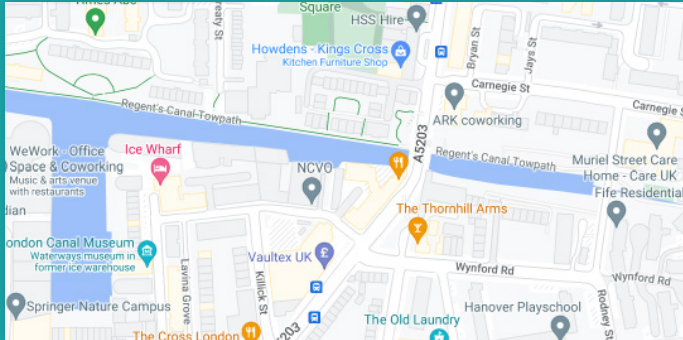 Square
HSS Hire
Howdens - Kings Cross
Kitchen Furniture Shop
Bryan St
Jays St
Carnegie St
Carnegie S
ARK coworking
Regent's Canal Towpath
A5203
Regent's Canal Towpath
WeWork - Office
Space & Coworking
Music & arts venue
with restaurants
Ice Wharf
NCVO
Muriel Street Care
Home - Care UK
Fife Residential
The Thornhill Arms
dian
ondon Canal Museum
Waterways museum in
former ice warehouse
Vaultex UK
Killick St
Lavina Grove
Wynford Rd
Wynford Rd
Rodney St
Springer Nature Campus
Hanover Playschool
The Cross London
5203
The Old Laundry